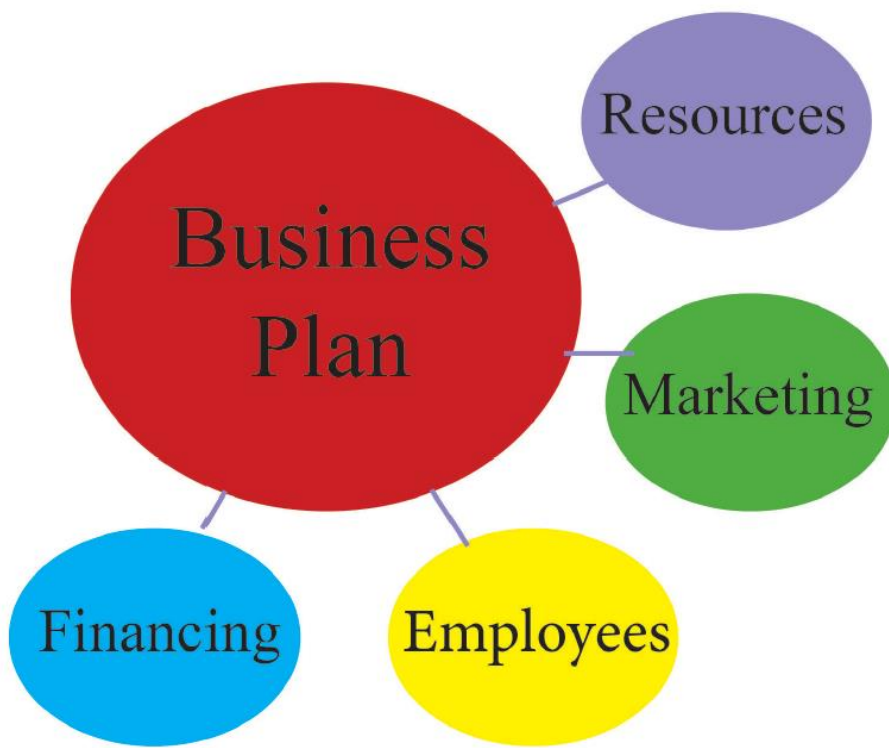 Business
Plan
Resources
Marketing
Employees
Financing